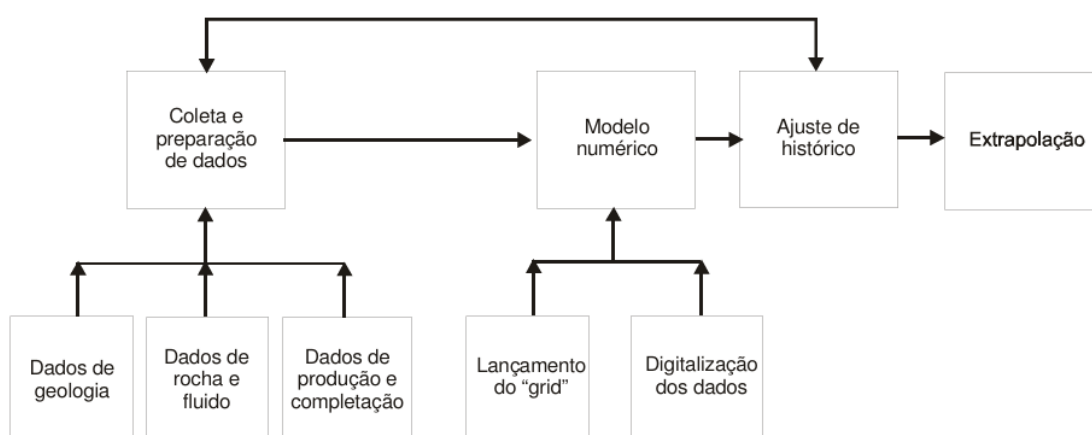 Coleta e
preparação
de dados
Modelo
numérico
Ajuste de
histórico
Extrapolação
Dados de
geologia
Dados de
rocha e
fluido
Dados de
produção e
completação
Lançamento
do “grid”
Digitalização
dos dados